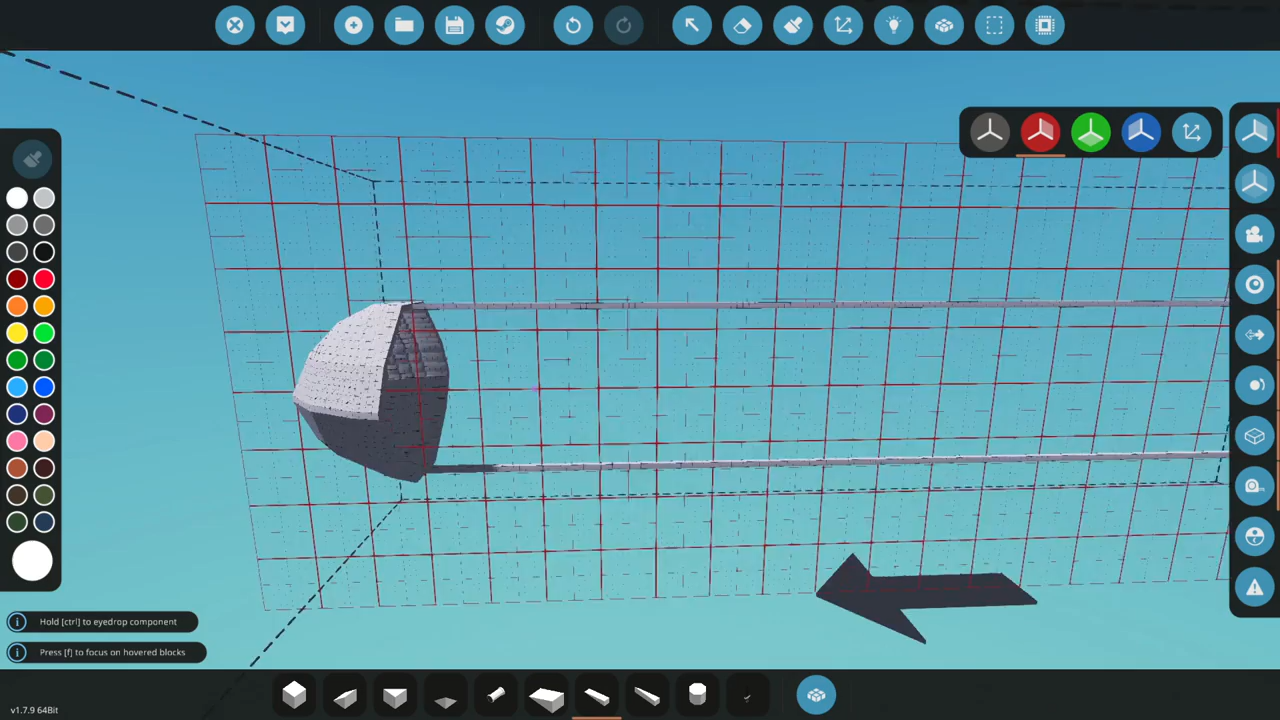 Hold [ctrl] to eyedrop component
Press [f] to focus on hovered blocks
v1.7.9 64Bit